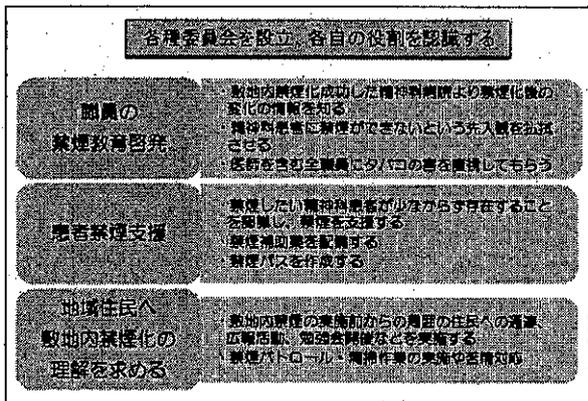 各種委員会を設立、各自の役割を認識する
職員の
禁煙教育啓発
・敷地内禁煙化成功した精神科病院より禁煙化後の
変化の情報を知る
・精神科患者に禁煙ができないという先入観を払拭
させる
・医師を含む全職員にタバコの害を直視してもらう
患者禁煙支援
・禁煙したい精神科患者が少なからず存在すること
を認識し、禁煙を支援する
・禁煙補助薬を配備する
・禁煙パスを作成する
地域住民へ
敷地内禁煙化の
理解を求める
・敷地内禁煙の実施前からの周囲の住民への
広報活動、勉強会開催などを実施する
・禁煙パトロール・清掃作業の実施や苦情対応